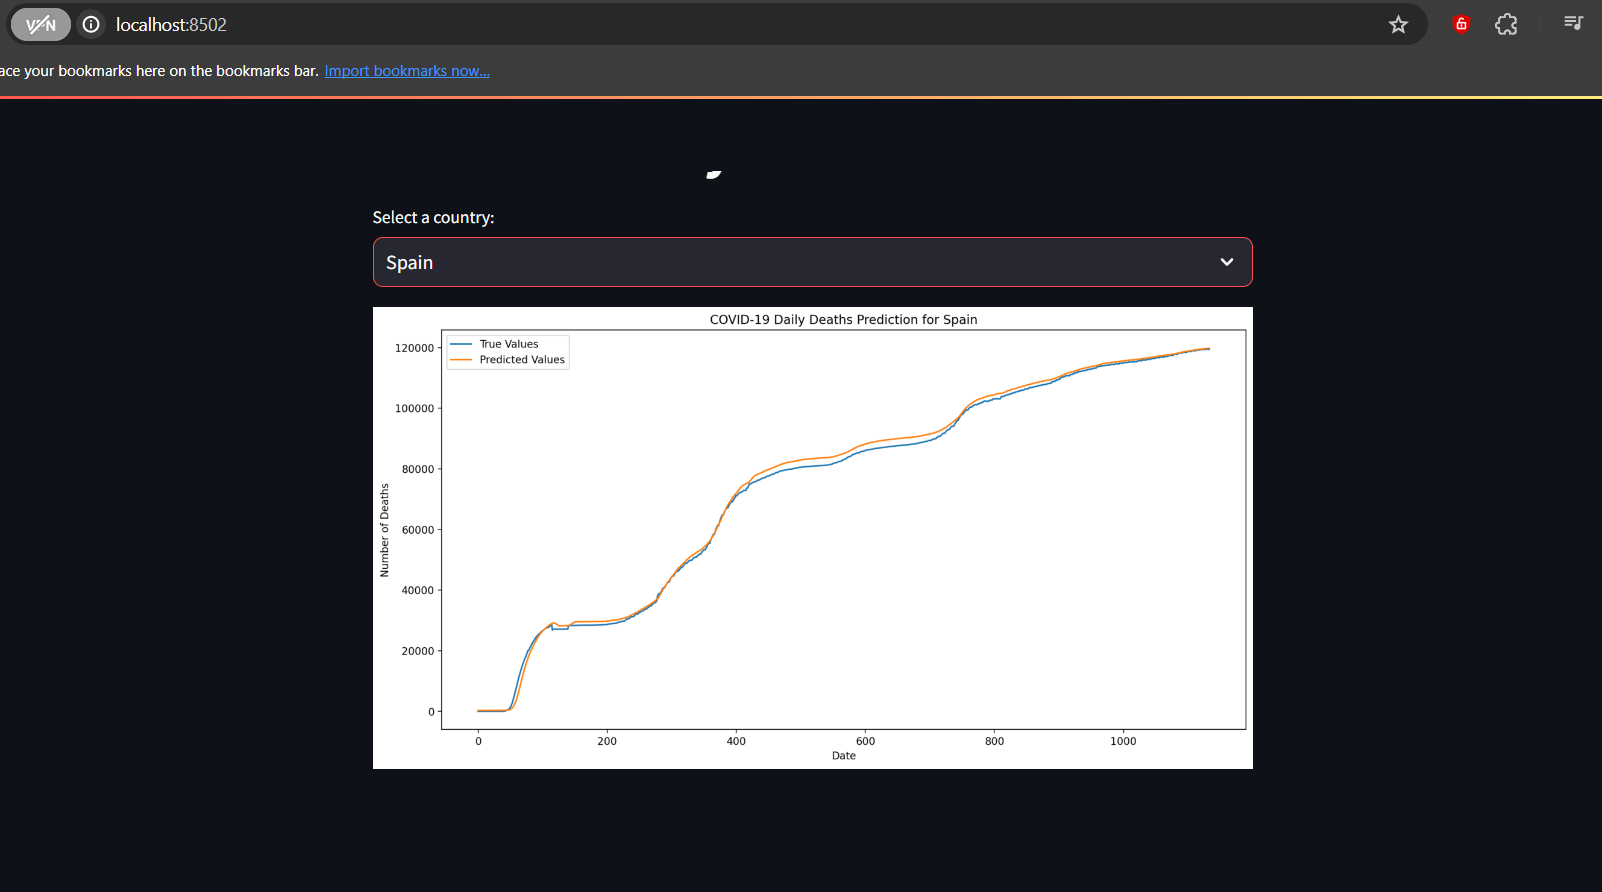 VPN
localhost:8502
ace your bookmarks here on the bookmarks bar. Import bookmarks now...
Select a country:
Spain
COVID-19 Daily Deaths Prediction for Spain
True Values
Predicted Values
120000
100000
80000
60000
40000
20000
0
Number of Deaths
0 200 400 600 800 1000
Date